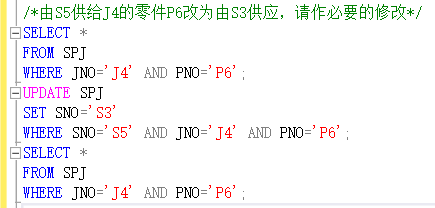 /*由S5供给J4的零件P6改为由S3供应，请作必要的修改*/
SELECT *
FROM SPJ
WHERE JNO='J4' AND PNO='P6';
UPDATE SPJ
SET SNO='S3'
WHERE SNO='S5' AND JNO='J4' AND PNO='P6';
SELECT *
FROM SPJ
WHERE JNO='J4' AND PNO='P6';